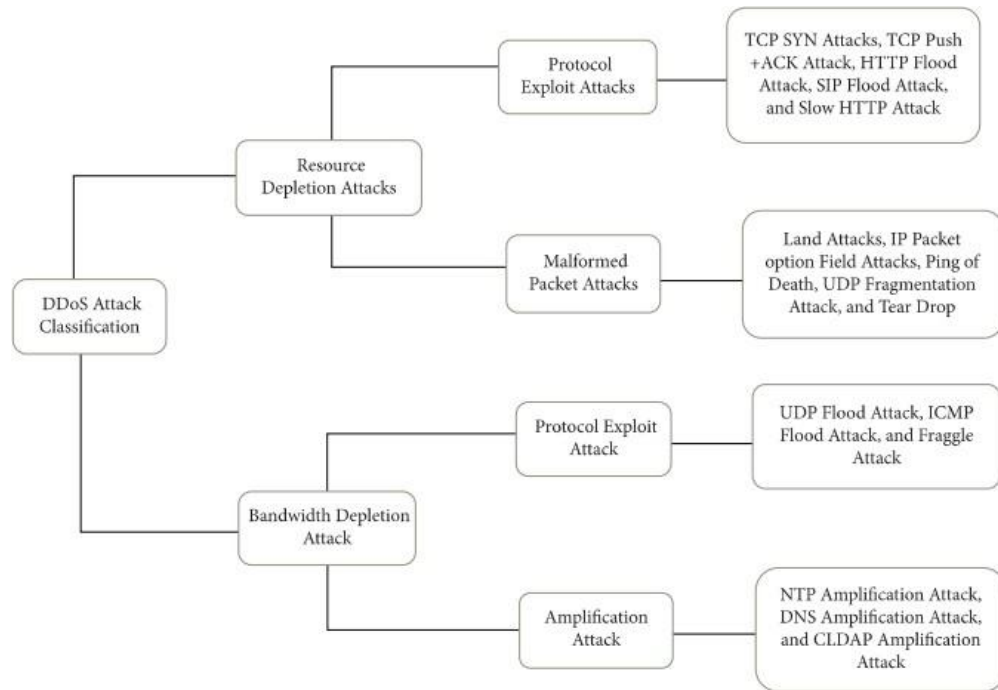 Protocol
Exploit Attacks
TCP SYN Attacks, TCP Push
+ACK Attack, HTTP Flood
Attack, SIP Flood Attack,
and Slow HTTP Attack
Resource
Depletion Attacks
Malformed
Packet Attacks
Land Attacks, IP Packet
option Field Attacks, Ping of
Death, UDP Fragmentation
Attack, and Tear Drop
DDoS Attack
Classification
Protocol Exploit
Attack
UDP Flood Attack, ICMP
Flood Attack, and Fraggle
Attack
Bandwidth Depletion
Attack
Amplification
Attack
NTP Amplification Attack,
DNS Amplification Attack,
and CLDAP Amplification
Attack